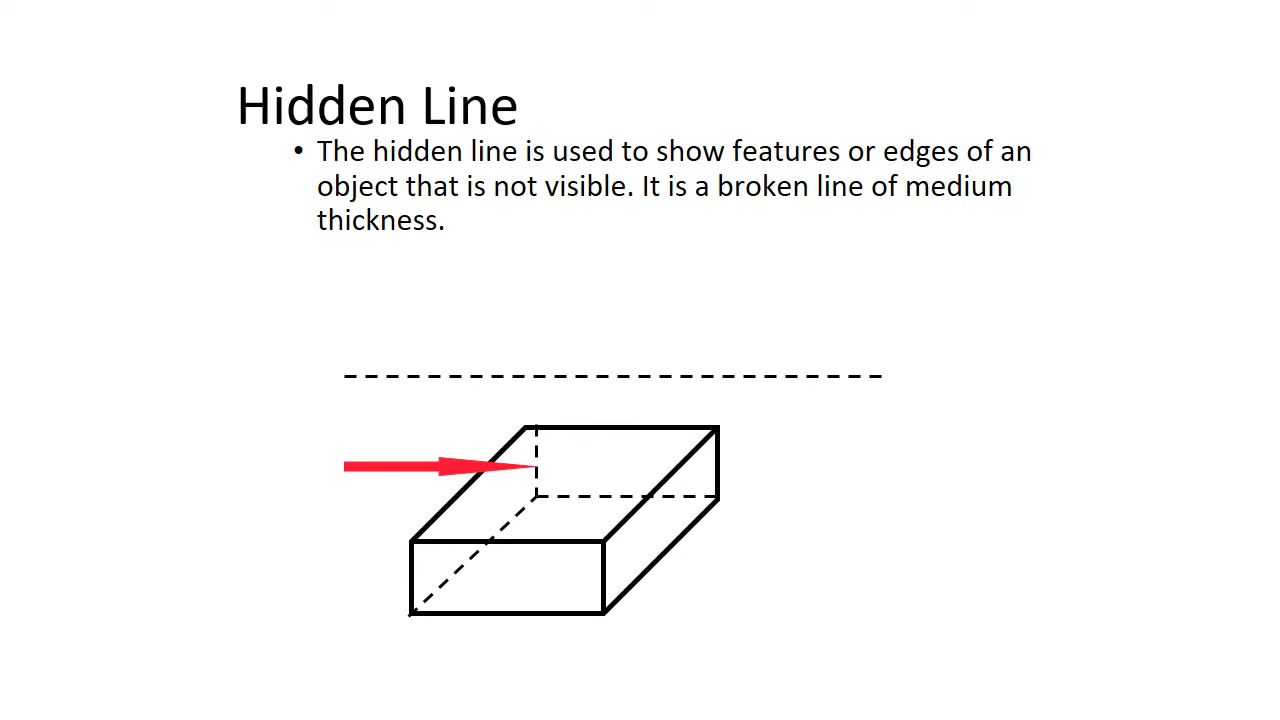 Hidden Line
• The hidden line is used to show features or edges of an
object that is not visible. It is a broken line of medium
thickness.